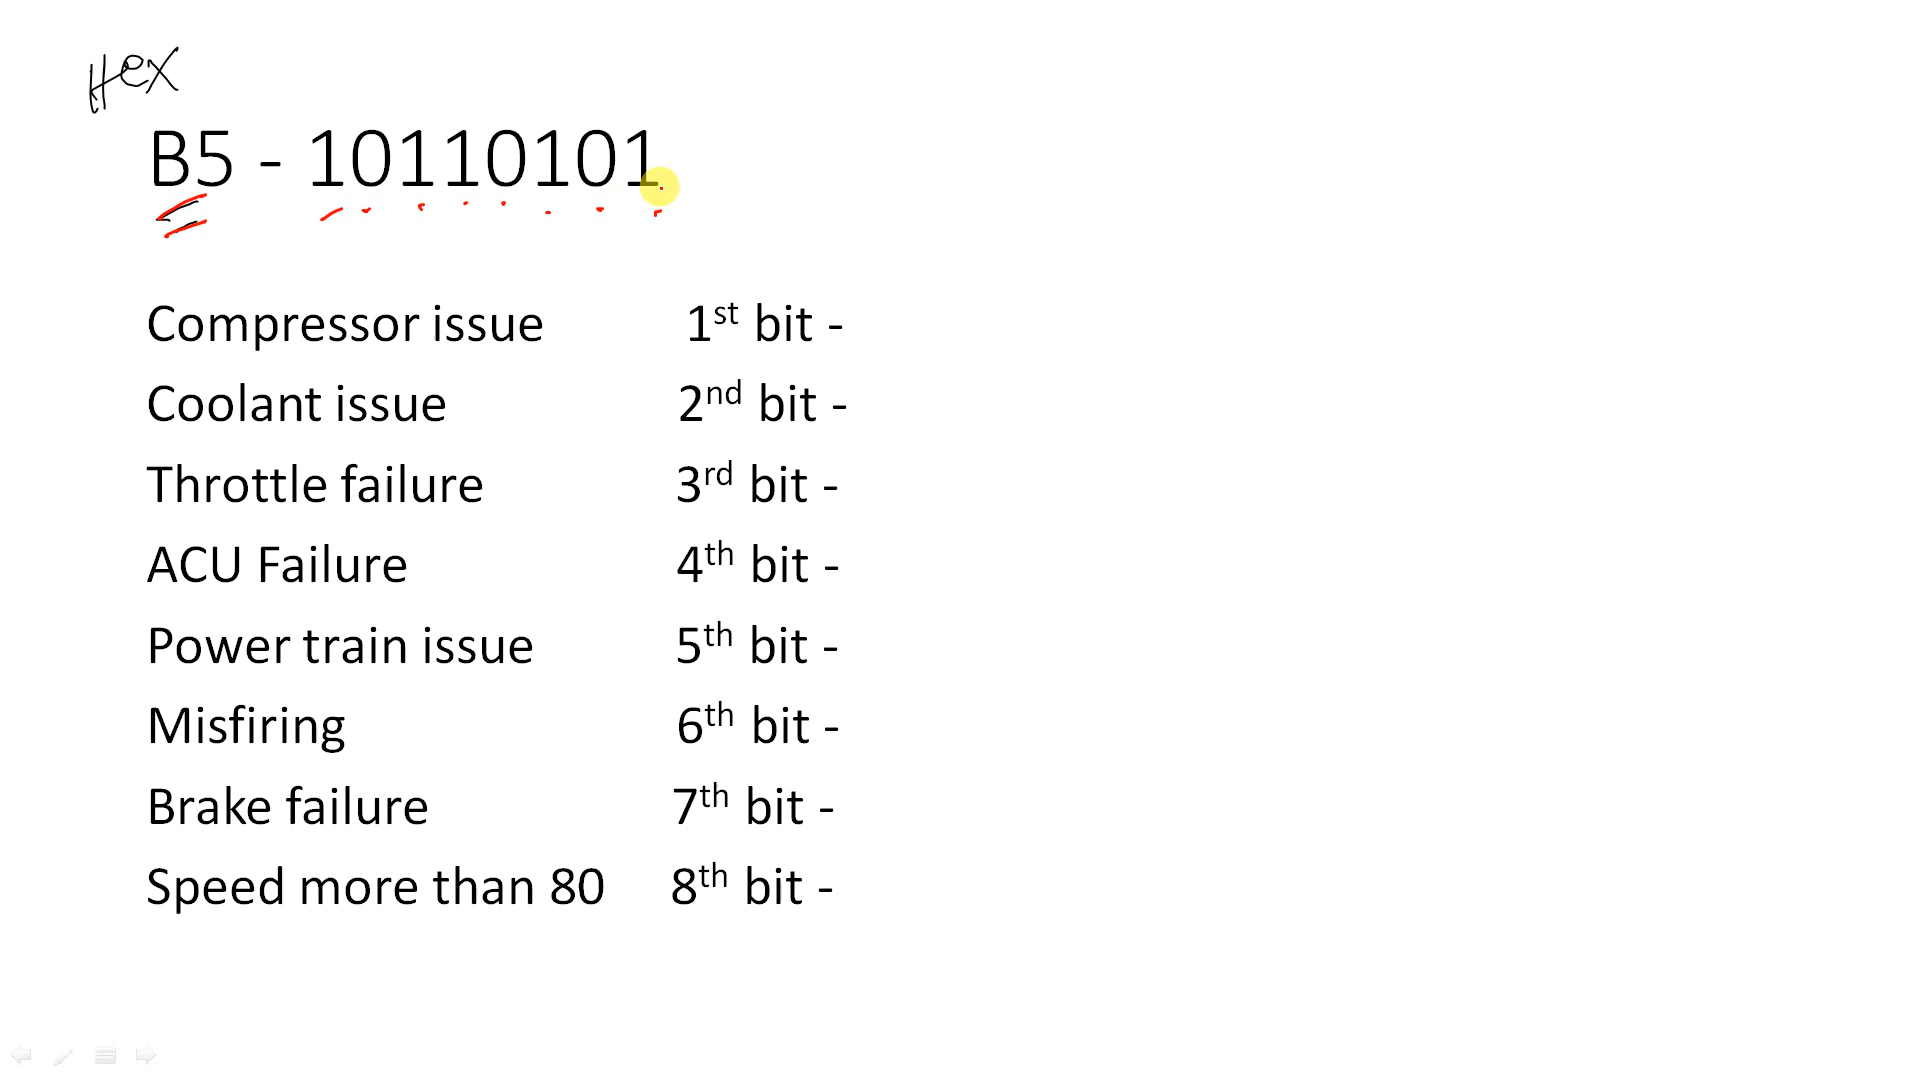 Hex
B5 - 10110101
Compressor issue 1st bit -
Coolant issue 2nd bit -
Throttle failure 3rd bit -
ACU Failure 4th bit -
Power train issue 5th bit -
Misfiring 6th bit -
Brake failure 7th bit -
Speed more than 80 8th bit -